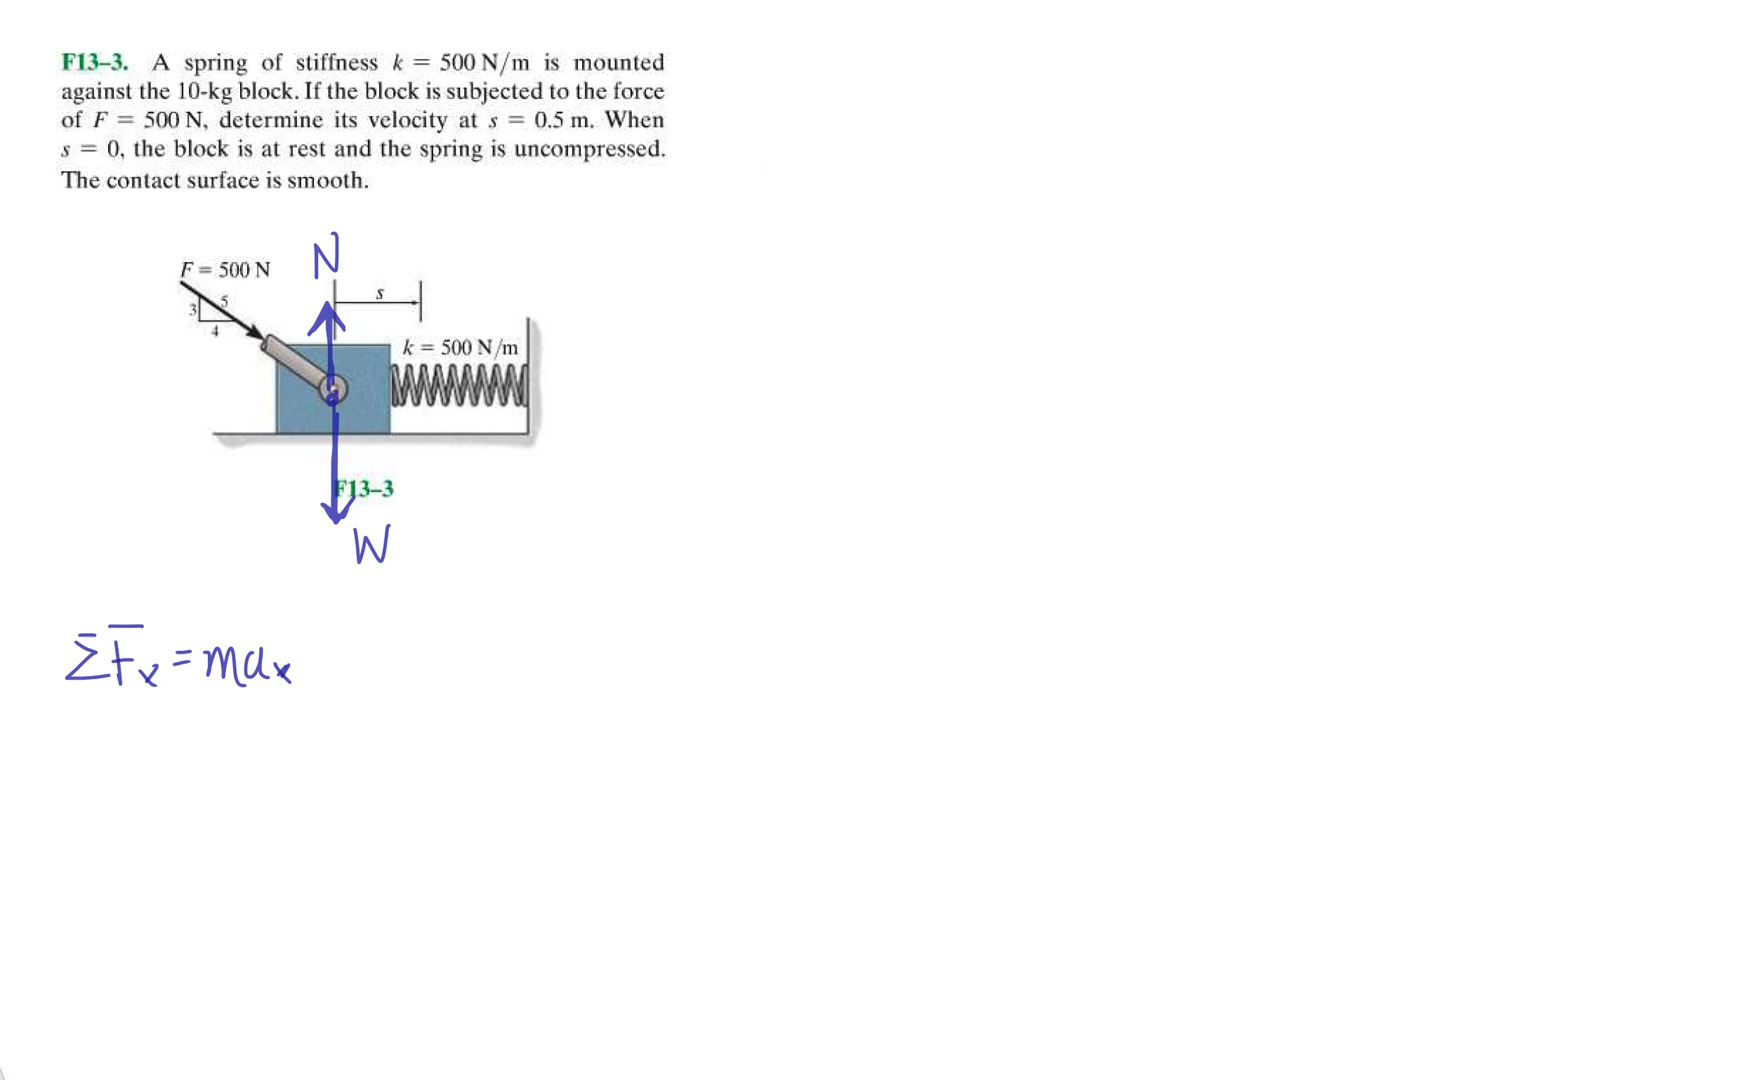 F13–3. A spring of stiffness k = 500 N/m is mounted
against the 10-kg block. If the block is subjected to the force
of F = 500 N, determine its velocity at s = 0.5 m. When
s = 0, the block is at rest and the spring is uncompressed.
The contact surface is smooth.
N
F = 500 N
s
5
3
4
k = 500 N/m
F13–3
W
ΣFx = max